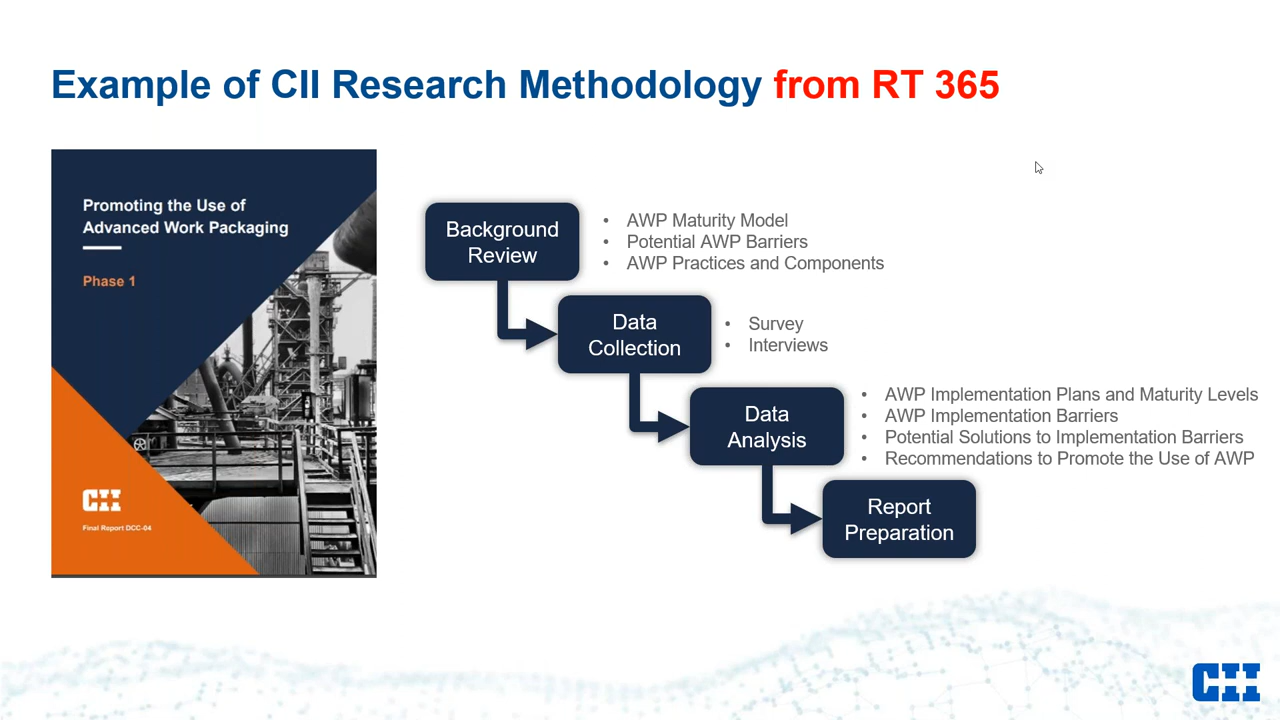 Example of CII Research Methodology from RT 365
Promoting the Use of
Advanced Work Packaging
Phase 1
CII
Final Report DCC-04
Background
Review
• AWP Maturity Model
• Potential AWP Barriers
• AWP Practices and Components
Data
Collection
• Survey
• Interviews
Data
Analysis
• AWP Implementation Plans and Maturity Levels
• AWP Implementation Barriers
• Potential Solutions to Implementation Barriers
• Recommendations to Promote the Use of AWP
Report
Preparation
CII